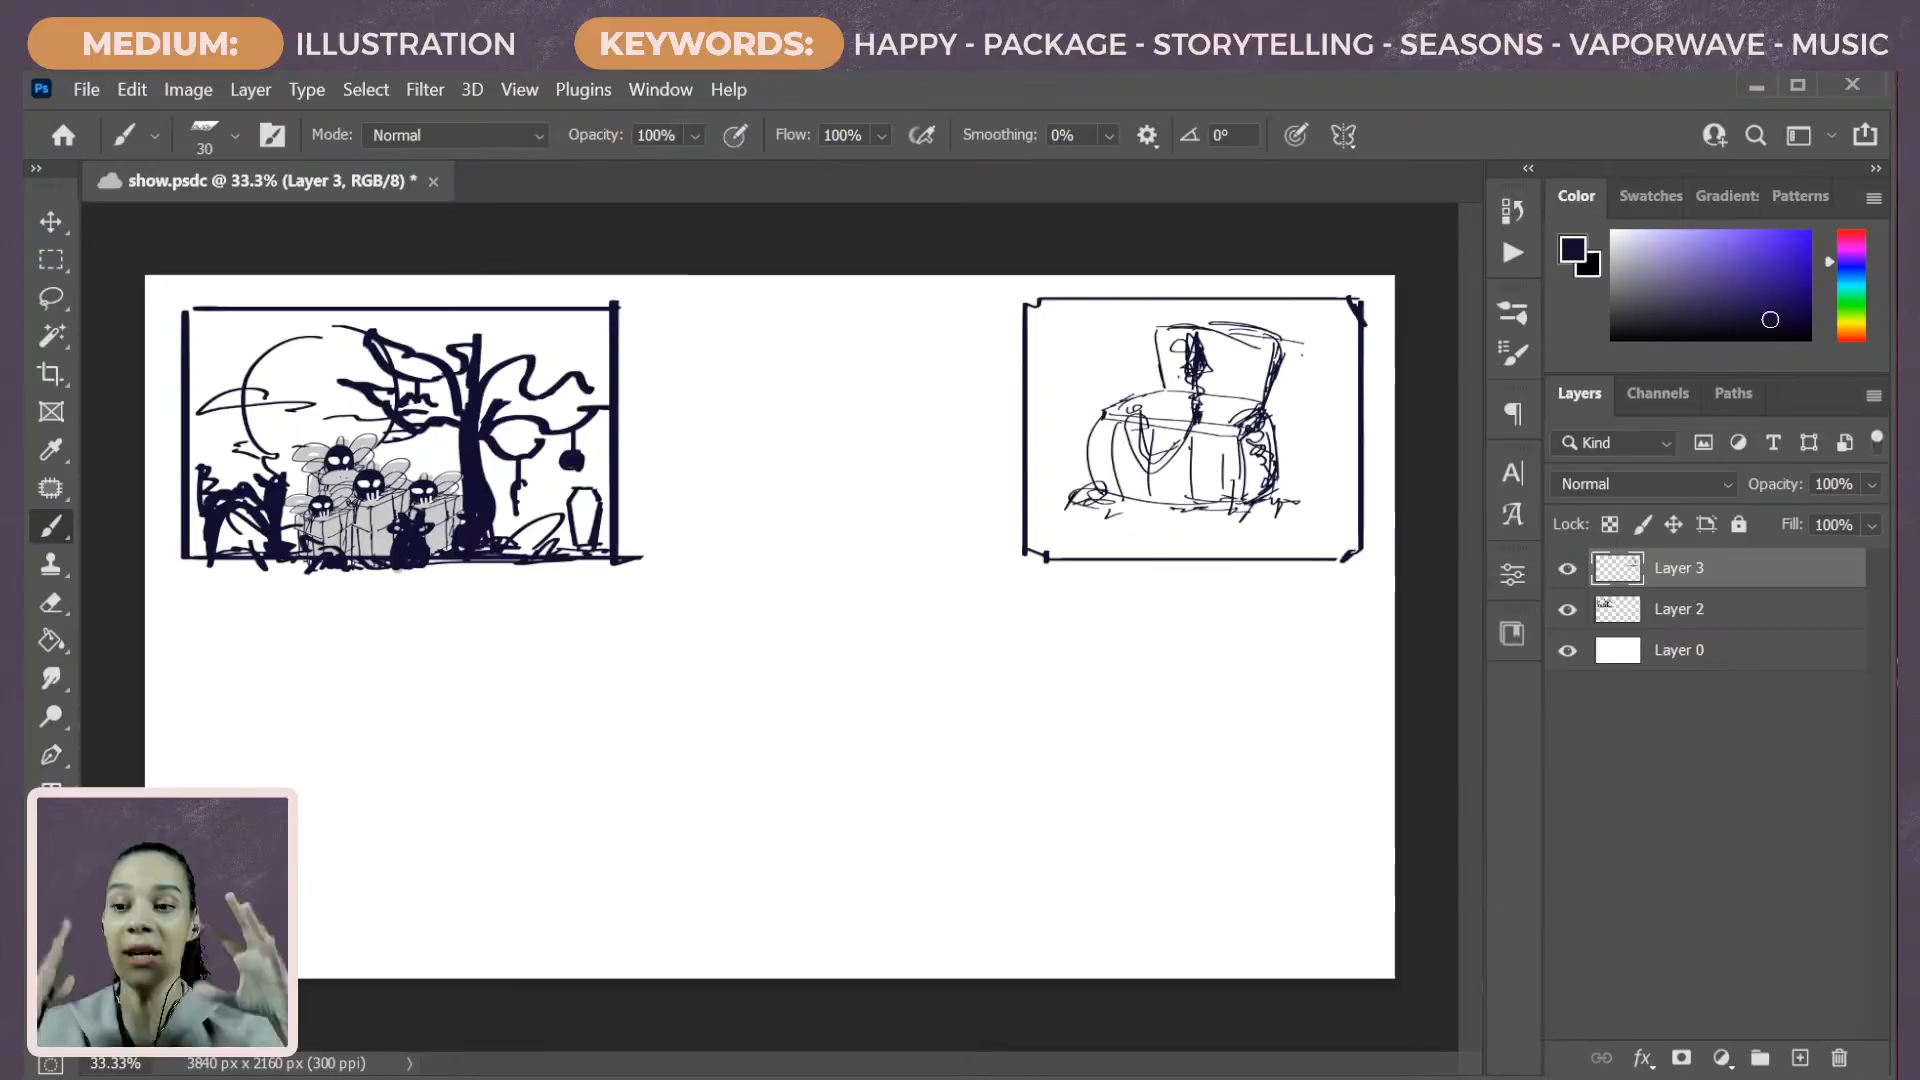 MEDIUM: ILLUSTRATION KEYWORDS: HAPPY - PACKAGE - STORYTELLING - SEASONS - VAPORWAVE - MUSIC
Ps File Edit Image Layer Type Select Filter 3D View Plugins Window Help
30 Mode: Normal Opacity: 100% Flow: 100% Smoothing: 0% 0°
show.psdc @ 33.3% (Layer 3, RGB/8) *
Color Swatches Gradients Patterns
Layers Channels Paths
Kind
Normal Opacity: 100%
Lock: Fill: 100%
Layer 3
Layer 2
Layer 0
33.33% 3840 px x 2160 px (300 ppi)